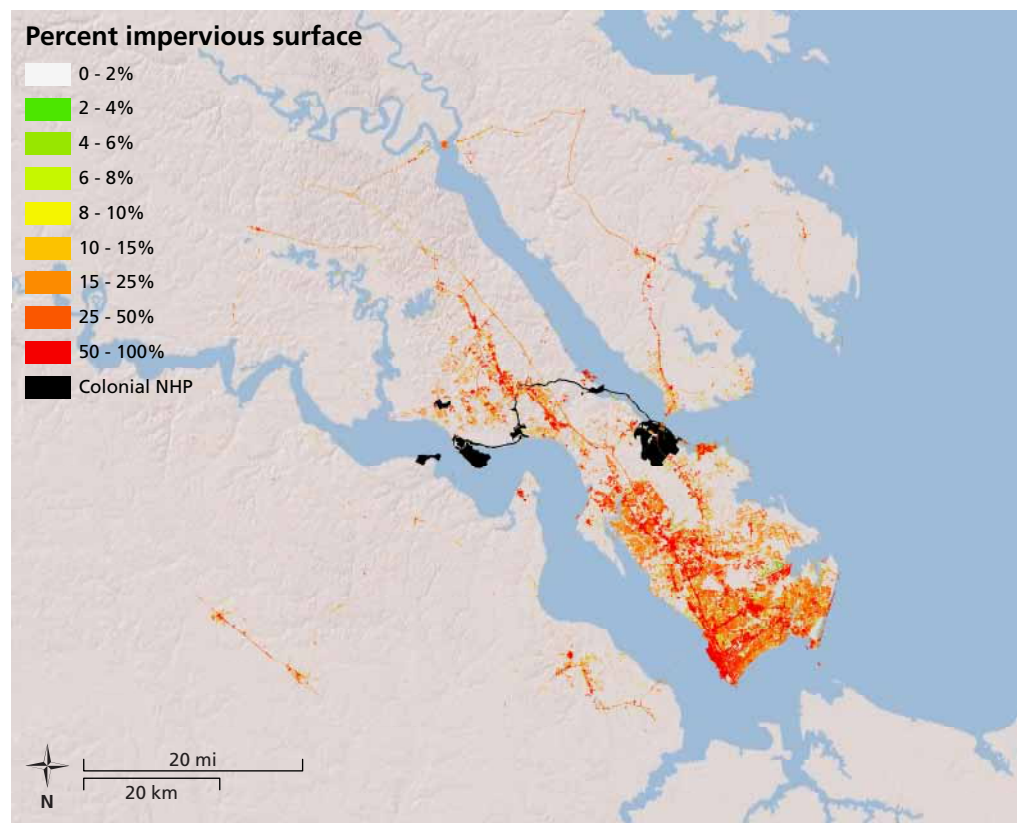 Percent impervious surface
0 - 2%
2 - 4%
4 - 6%
6 - 8%
8 - 10%
10 - 15%
15 - 25%
25 - 50%
50 - 100%
Colonial NHP
20 mi
20 km
N